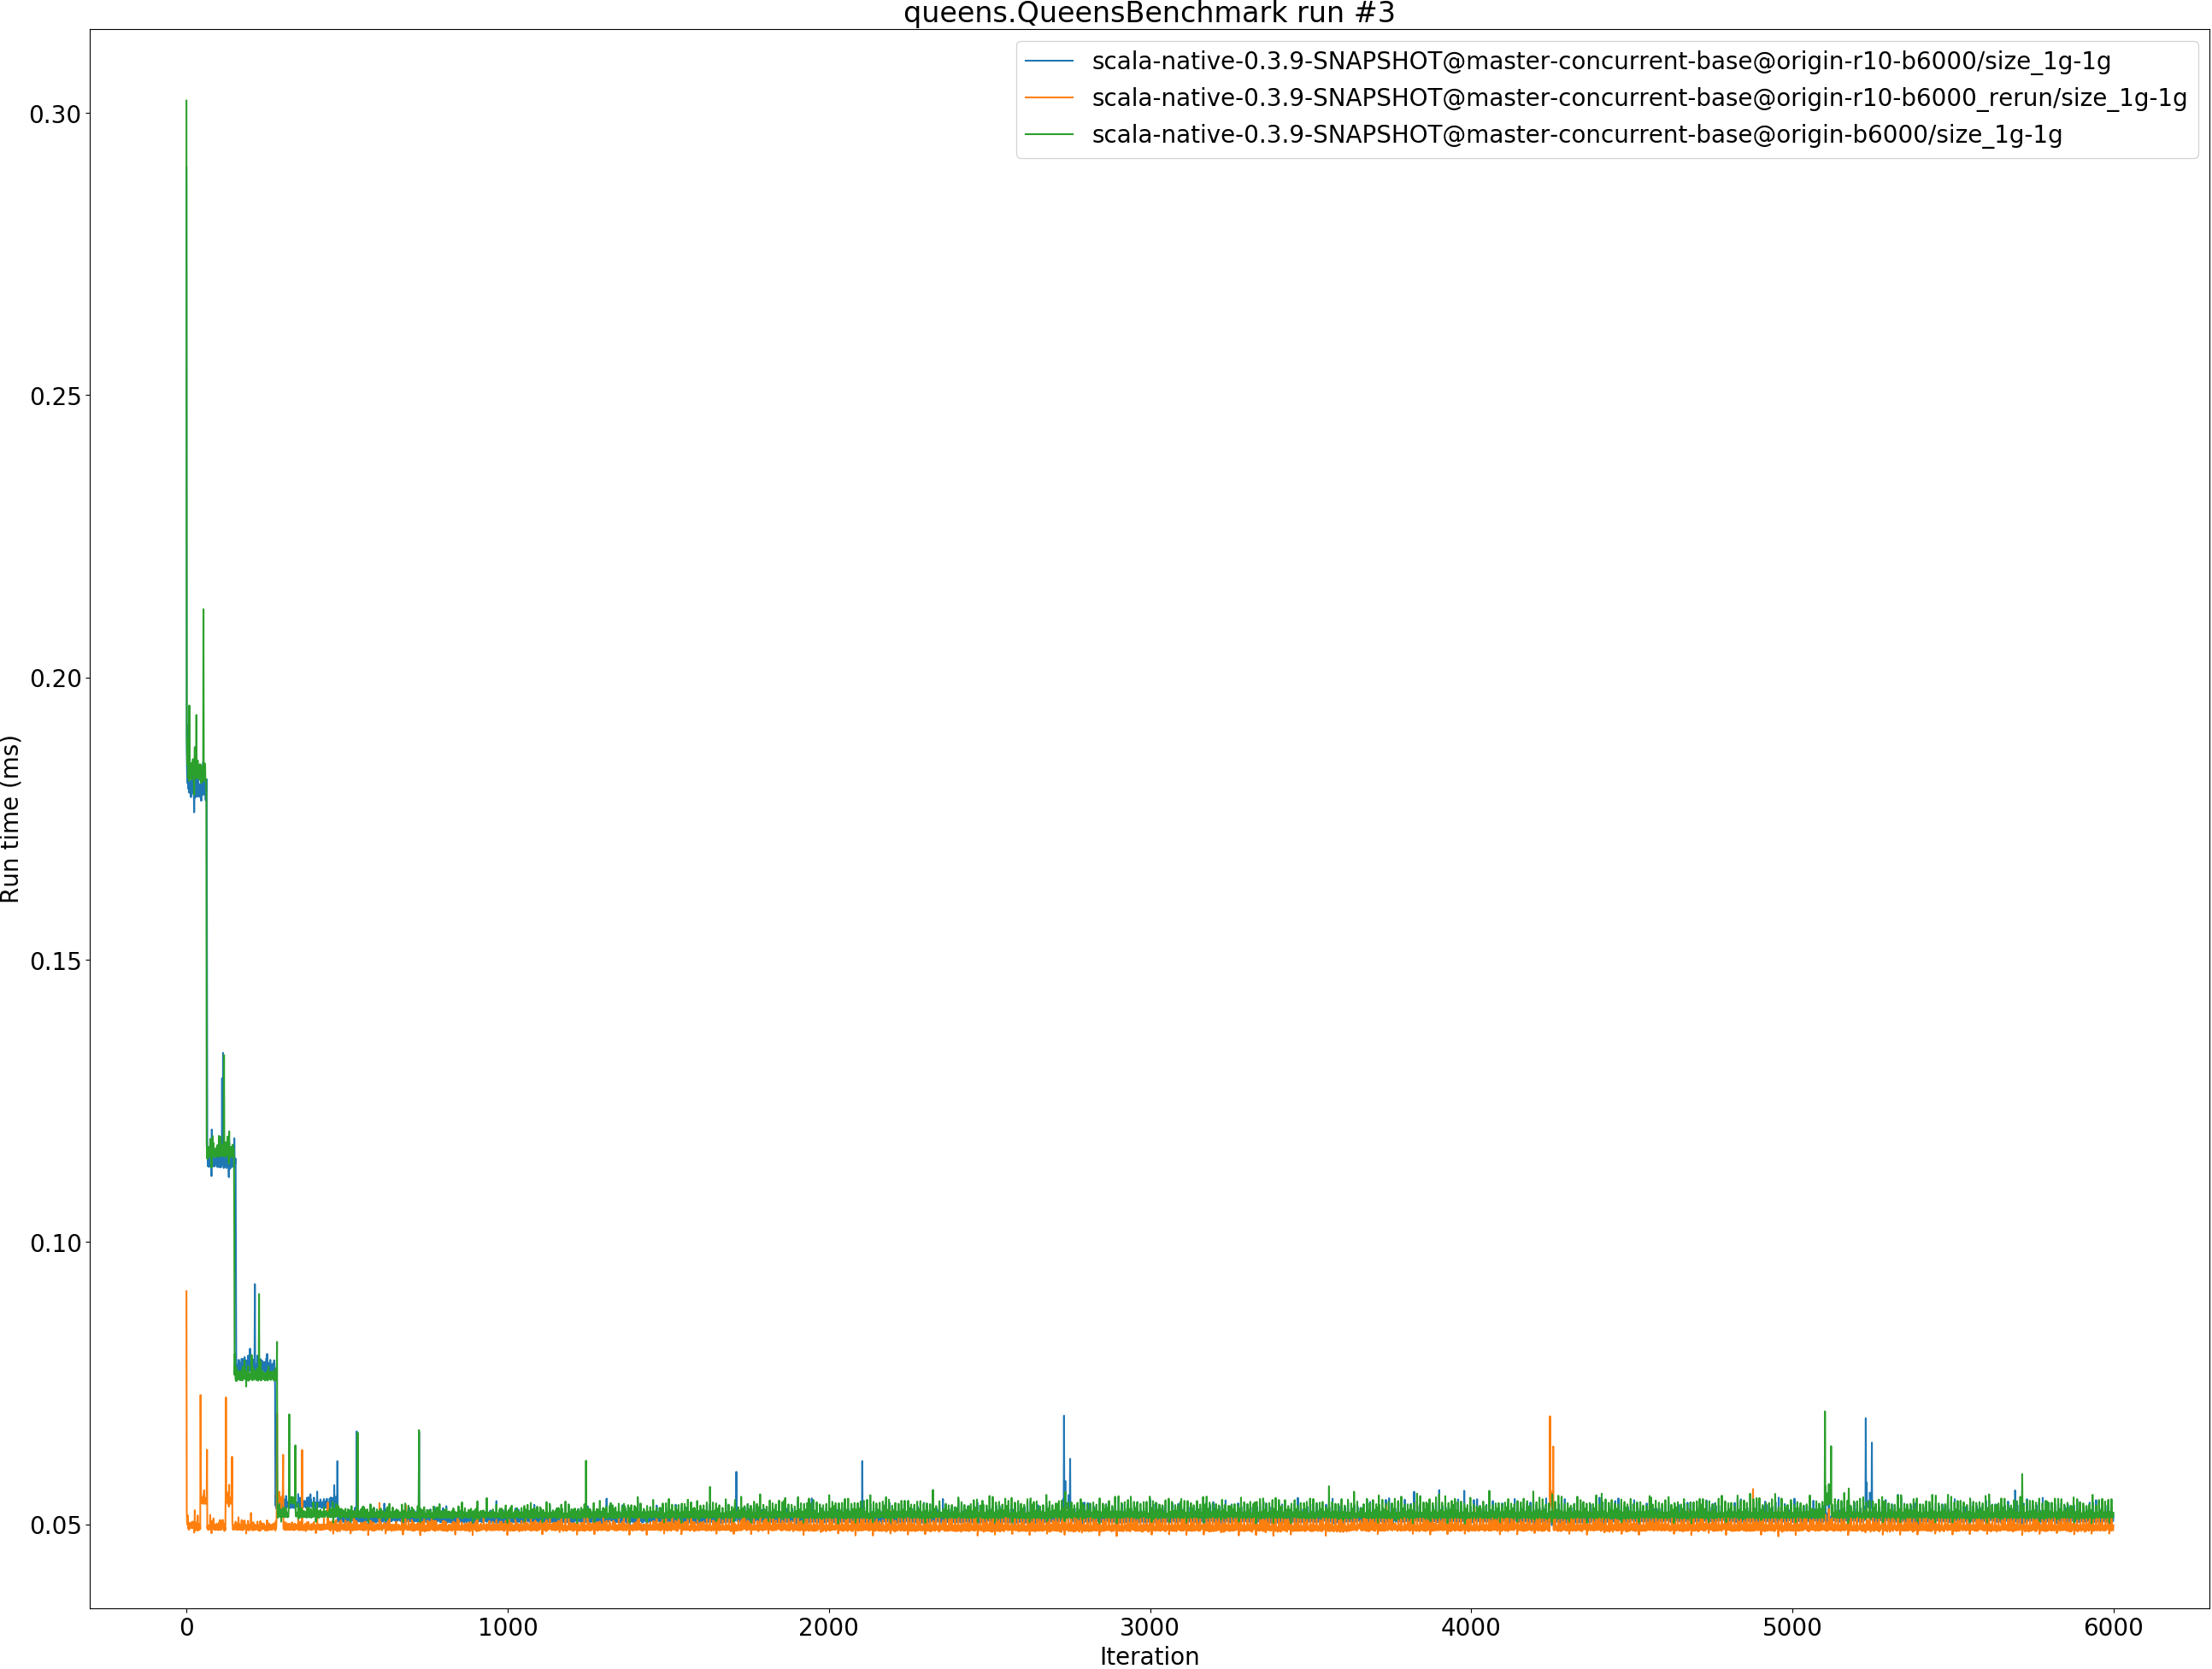 queens.QueensBenchmark run #3
scala-native-0.3.9-SNAPSHOT@master-concurrent-base@origin-r10-b6000/size_1g-1g
scala-native-0.3.9-SNAPSHOT@master-concurrent-base@origin-r10-b6000_rerun/size_1g-1g
scala-native-0.3.9-SNAPSHOT@master-concurrent-base@origin-b6000/size_1g-1g
0.30
0.25
0.20
0.15
0.10
0.05
Run time (ms)
0 1000 2000 3000 4000 5000 6000
Iteration